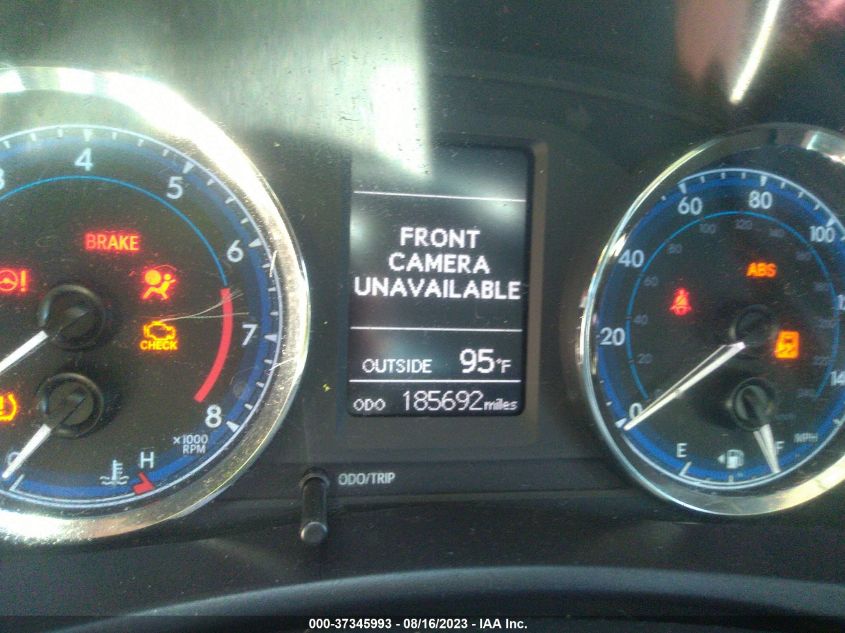 4
5
6
7
8
x1000
RPM
BRAKE
CHECK
H
FRONT
CAMERA
UNAVAILABLE
OUTSIDE 95°F
ODO 185692 miles
ODO/TRIP
0
20
40
60
80
100
ABS
E
F
MPH
000-37345993 - 08/16/2023 - IAA Inc.